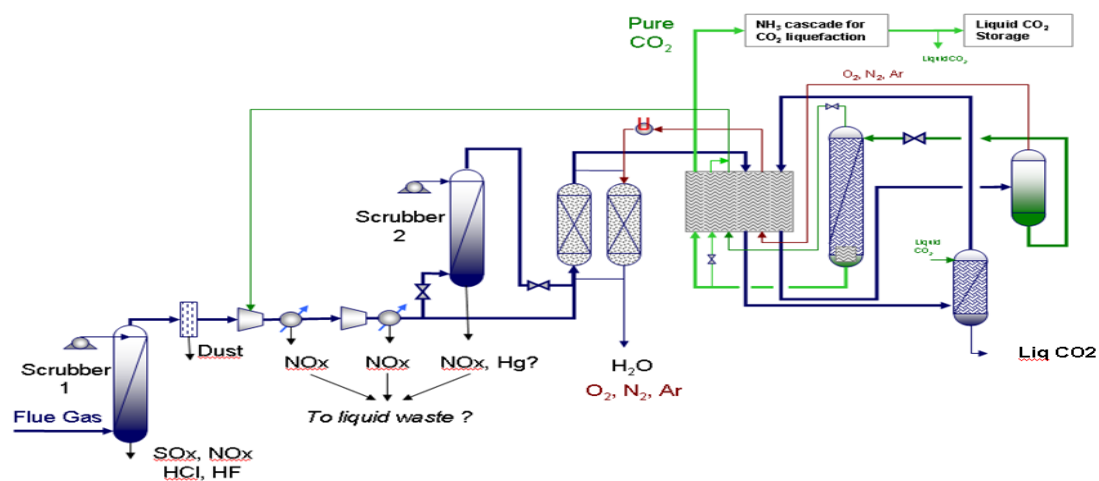 Pure
CO₂
NH₃ cascade for
CO₂ liquefaction
Liquid CO₂
Storage
Liquid CO₂
O₂, N₂, Ar
Scrubber
2
Liquid
CO₂
Dust
NOx
NOx
NOx, Hg?
H₂O
O₂, N₂, Ar
Liq CO2
Scrubber
1
Flue Gas
To liquid waste ?
SOx, NOx
HCl, HF